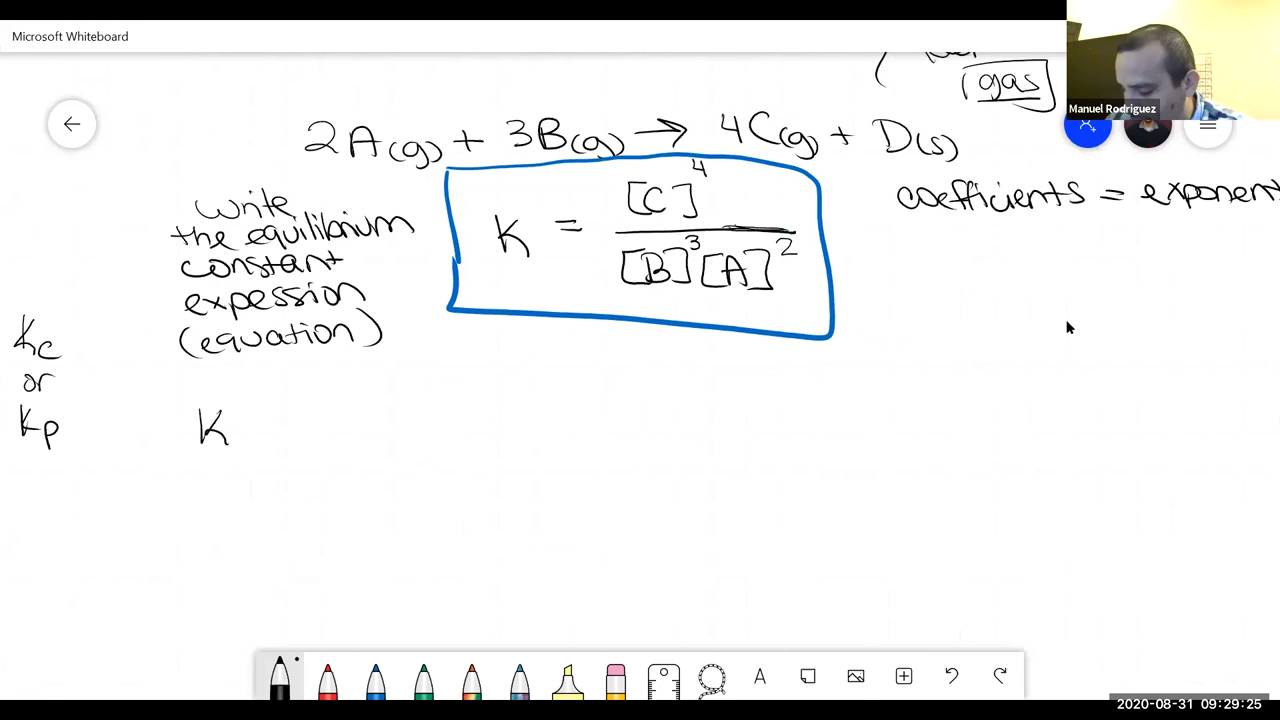 Microsoft Whiteboard
gas
Manuel Rodriguez
2A(g) + 3B(g) → 4C(g) + D(s)
coefficients = exponent
write
the equilibrium
constant
expession
(equation)
K = [C]⁴ / [B]³[A]²
Kc
or
Kp
K
A
2020-08-31 09:29:25